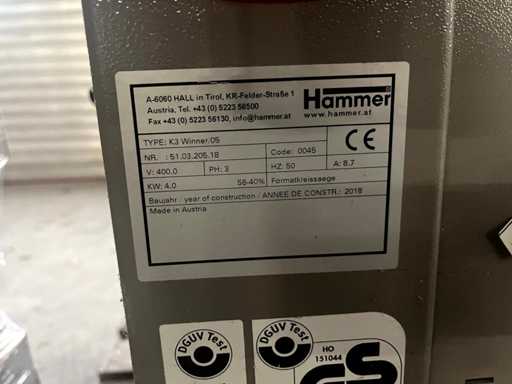 A-6060 HALL in Tirol, KR-Felder-Straße 1
Austria, Tel. +43 (0) 5223 58500
Fax +43 (0) 5223 56130, info@hammer.at
Hammer
www.hammer.at
TYPE: K3 Winner.05
NR. : 51.03.205.18 Code: 0045
V: 400.0 PH: 3 HZ: 50 A: 8.7
KW: 4.0 S6-40% Formatkreissaege
Baujahr / year of construction / ANNEE DE CONSTR.: 2018
Made in Austria
CE
DGUV Test
DGUV Test
HO
151044
GS